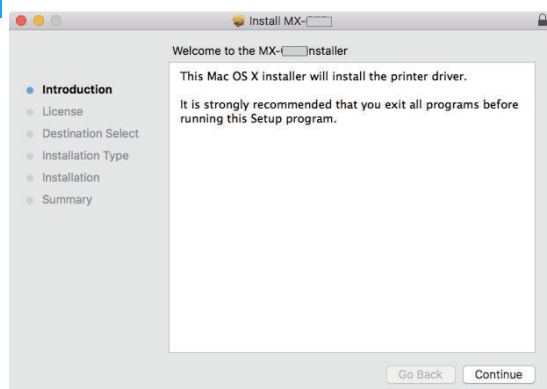 Install MX-
Welcome to the MX- nstaller
Introduction
License
Destination Select
Installation Type
Installation
Summary
This Mac OS X installer will install the printer driver.
It is strongly recommended that you exit all programs before
running this Setup program.
Go Back
Continue